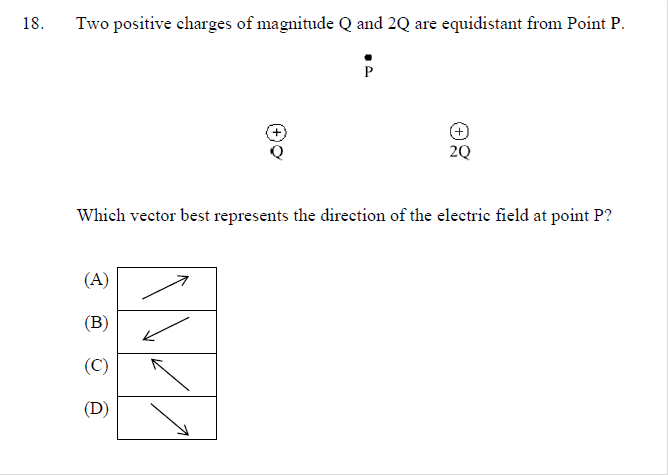 18. Two positive charges of magnitude Q and 2Q are equidistant from Point P.
P
+ +
Q 2Q
Which vector best represents the direction of the electric field at point P?
(A)
(B)
(C)
(D)